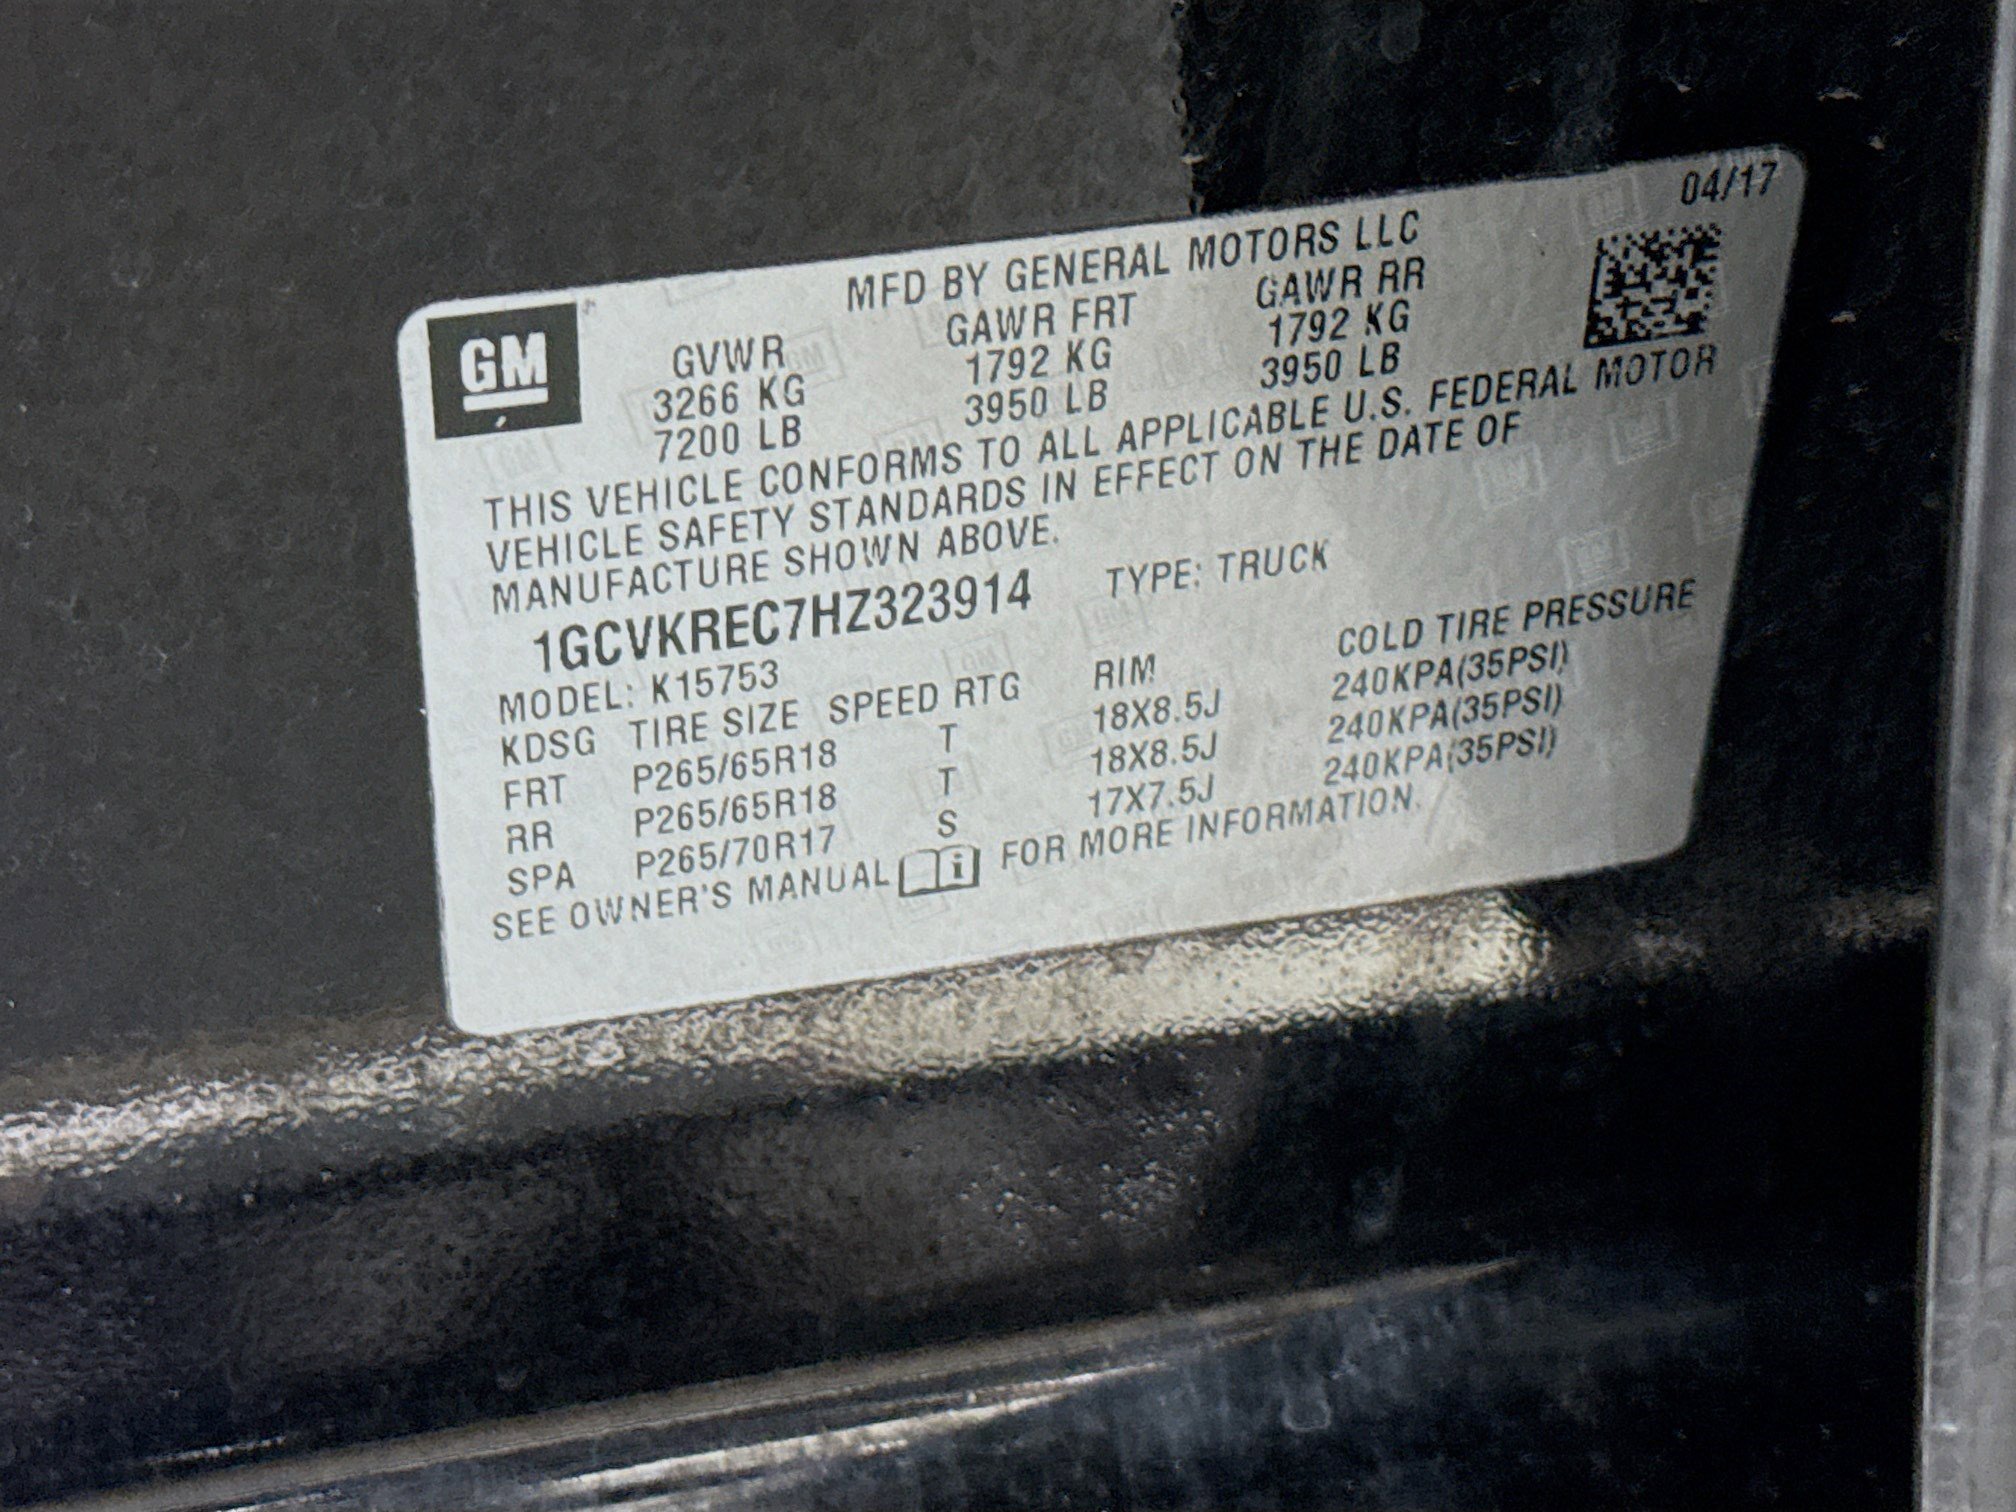 04/17
MFD BY GENERAL MOTORS LLC
GM
GVWR GAWR FRT GAWR RR
3266 KG 1792 KG 1792 KG
7200 LB 3950 LB 3950 LB
THIS VEHICLE CONFORMS TO ALL APPLICABLE U.S. FEDERAL MOTOR
VEHICLE SAFETY STANDARDS IN EFFECT ON THE DATE OF
MANUFACTURE SHOWN ABOVE.
1GCVKREC7HZ323914 TYPE: TRUCK
MODEL: K15753
KDSG TIRE SIZE SPEED RTG RIM COLD TIRE PRESSURE
FRT P265/65R18 T 18X8.5J 240KPA(35PSI)
RR P265/65R18 T 18X8.5J 240KPA(35PSI)
SPA P265/70R17 S 17X7.5J 240KPA(35PSI)
SEE OWNER'S MANUAL i FOR MORE INFORMATION.